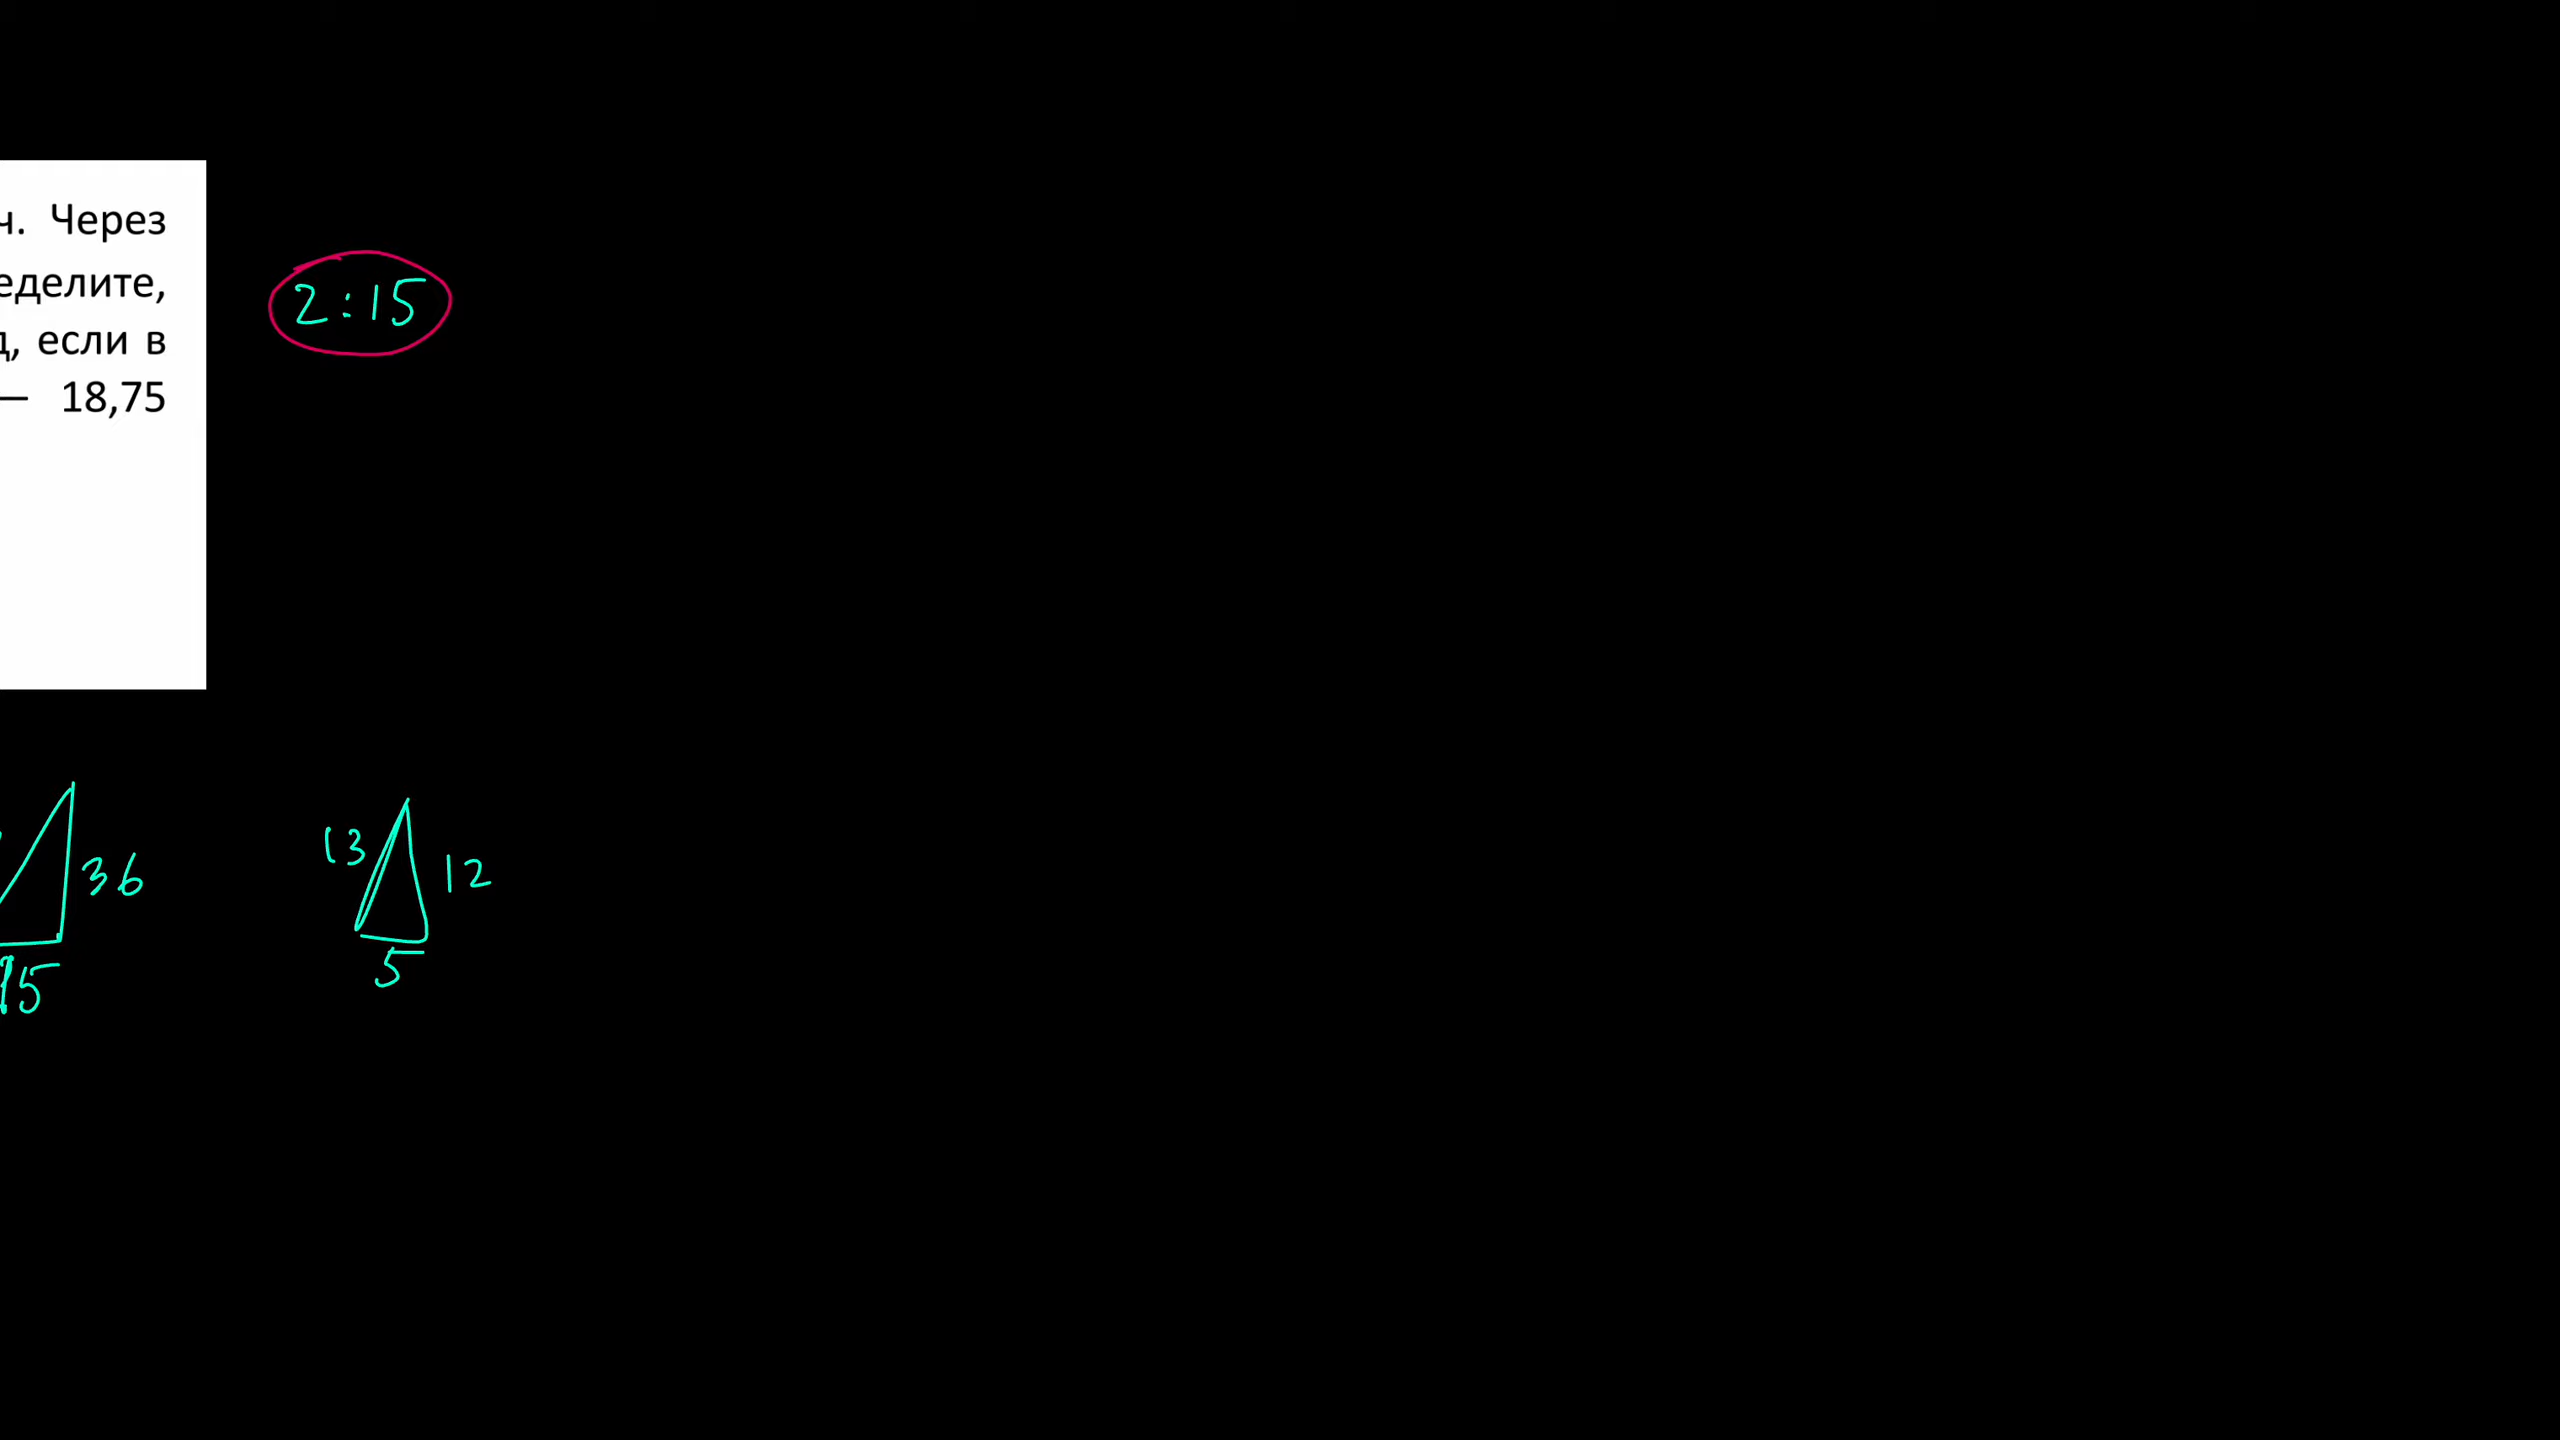 ч. Через
еделите,
д, если в
— 18,75
2:15
36
15
13
12
5